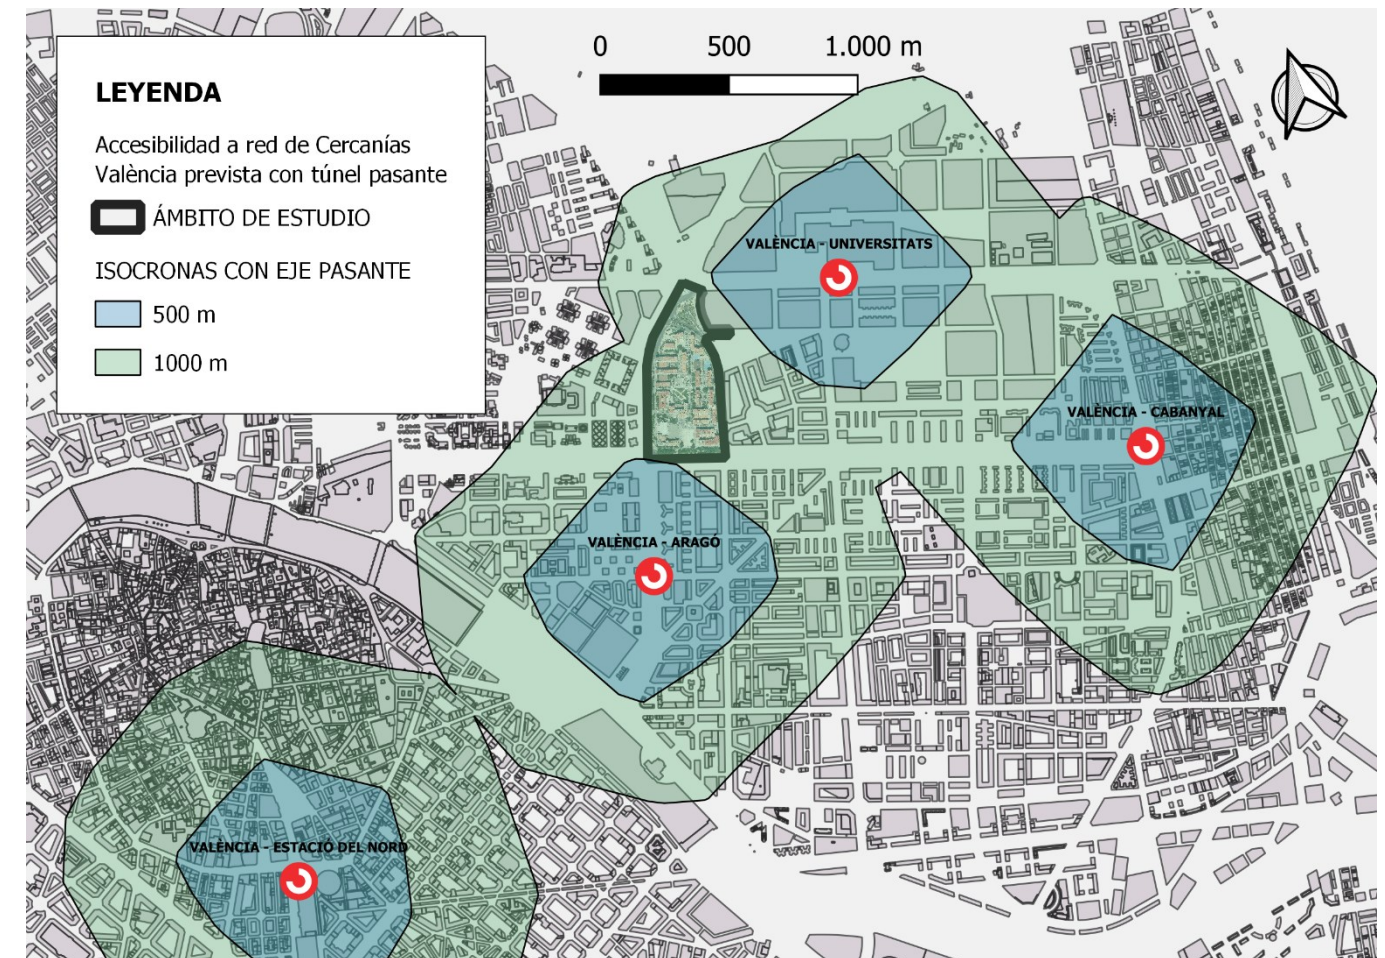 0 500 1.000 m
LEYENDA
Accesibilidad a red de Cercanías
València prevista con túnel pasante
ÁMBITO DE ESTUDIO
ISOCRONAS CON EJE PASANTE
500 m
1000 m
VALÈNCIA - UNIVERSITATS
VALÈNCIA - CABANYAL
VALÈNCIA - ARAGÓ
VALÈNCIA - ESTACIÓ DEL NORD